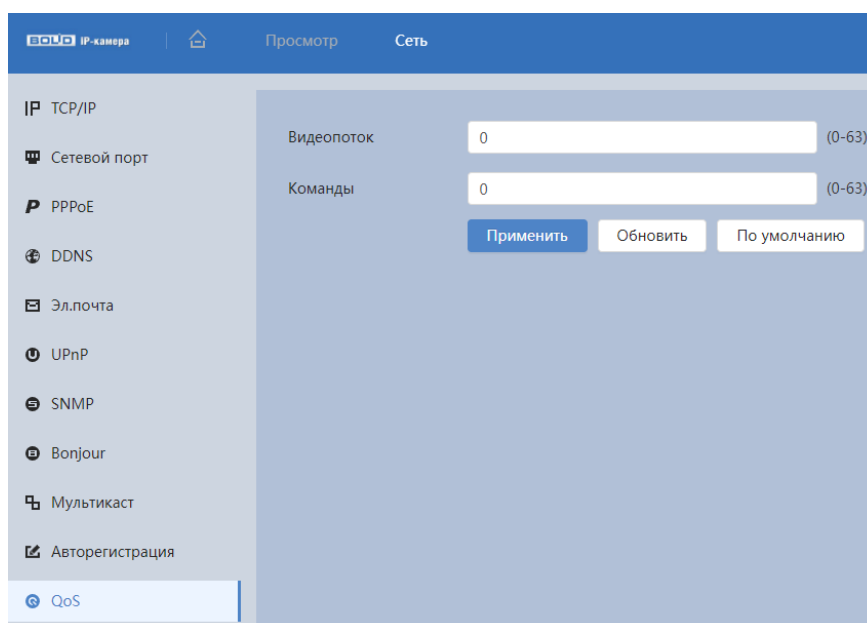 BOLID IP-камера Просмотр Сеть
TCP/IP
Сетевой порт
PPPoE
DDNS
Эл.почта
UPnP
SNMP
Bonjour
Мультикаст
Авторегистрация
QoS
Видеопоток 0 (0-63)
Команды 0 (0-63)
Применить Обновить По умолчанию